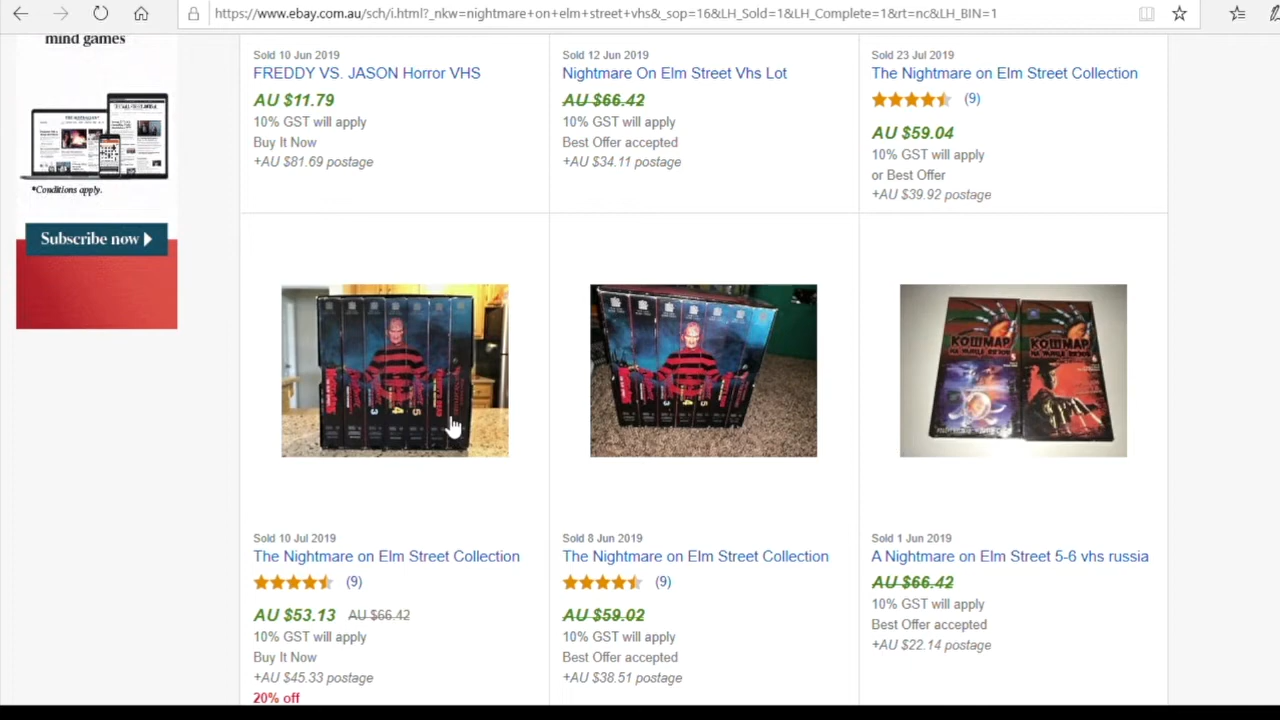 https://www.ebay.com.au/sch/i.html?_nkw=nightmare+on+elm+street+vhs&_sop=16&LH_Sold=1&LH_Complete=1&rt=nc&LH_BIN=1
mind games
*Conditions apply.
Subscribe now
Sold 10 Jun 2019
FREDDY VS. JASON Horror VHS
AU $11.79
10% GST will apply
Buy It Now
+AU $81.69 postage
Sold 12 Jun 2019
Nightmare On Elm Street Vhs Lot
AU $66.42
10% GST will apply
Best Offer accepted
+AU $34.11 postage
Sold 23 Jul 2019
The Nightmare on Elm Street Collection
(9)
AU $59.04
10% GST will apply
or Best Offer
+AU $39.92 postage
3
4
5
Sold 10 Jul 2019
The Nightmare on Elm Street Collection
(9)
AU $53.13 AU $66.42
10% GST will apply
Buy It Now
+AU $45.33 postage
20% off
3
4
5
Sold 8 Jun 2019
The Nightmare on Elm Street Collection
(9)
AU $59.02
10% GST will apply
Best Offer accepted
+AU $38.51 postage
КОШМАР
КОШМАР
Sold 1 Jun 2019
A Nightmare on Elm Street 5-6 vhs russia
AU $66.42
10% GST will apply
Best Offer accepted
+AU $22.14 postage